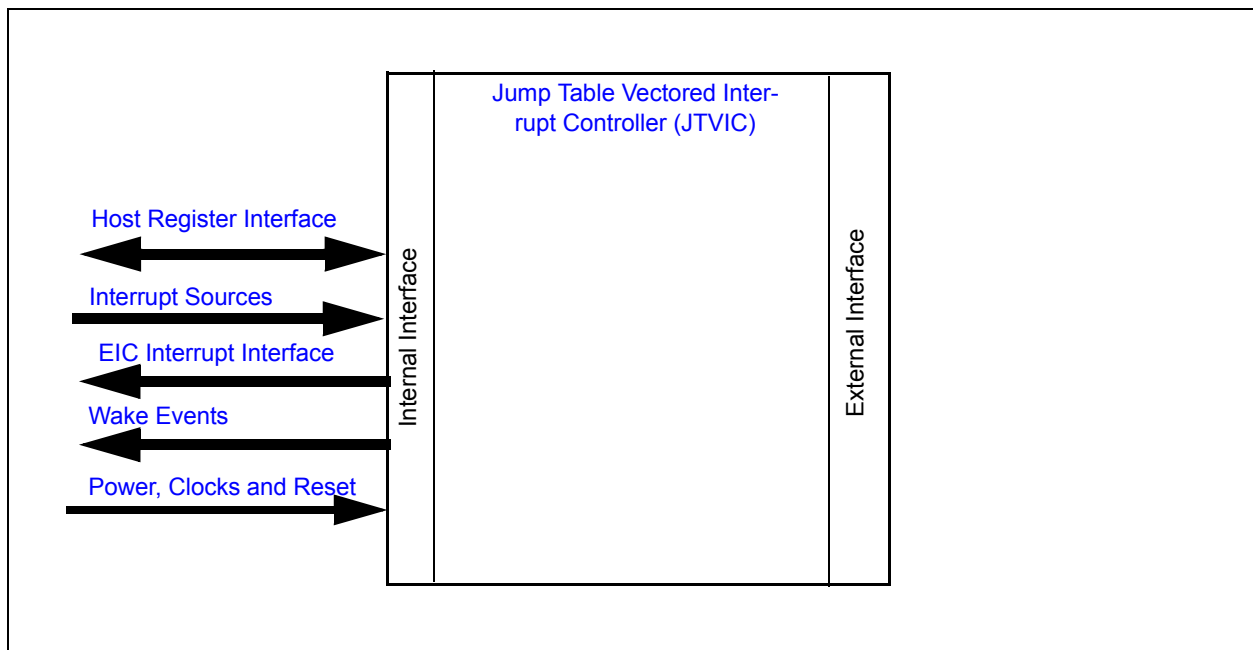 Jump Table Vectored Inter-
rupt Controller (JTVIC)
Host Register Interface
Interrupt Sources
EIC Interrupt Interface
Wake Events
Power, Clocks and Reset
Internal Interface
External Interface